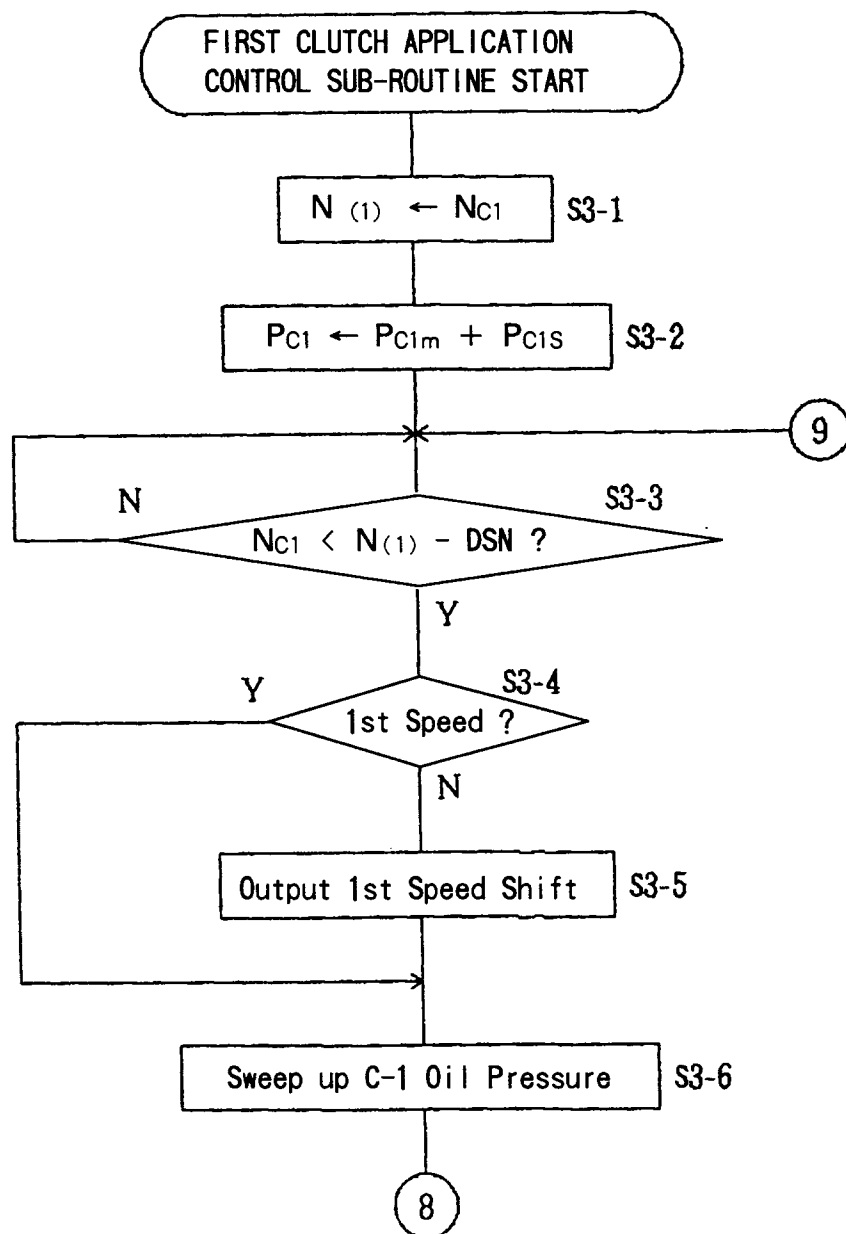 FIRST CLUTCH APPLICATION
CONTROL SUB-ROUTINE START
N (1) ← NC1 S3-1
PC1 ← PC1m + PC1S S3-2
9
N S3-3
NC1 < N(1) - DSN ?
Y
Y S3-4
1st Speed ?
N
Output 1st Speed Shift S3-5
Sweep up C-1 Oil Pressure S3-6
8